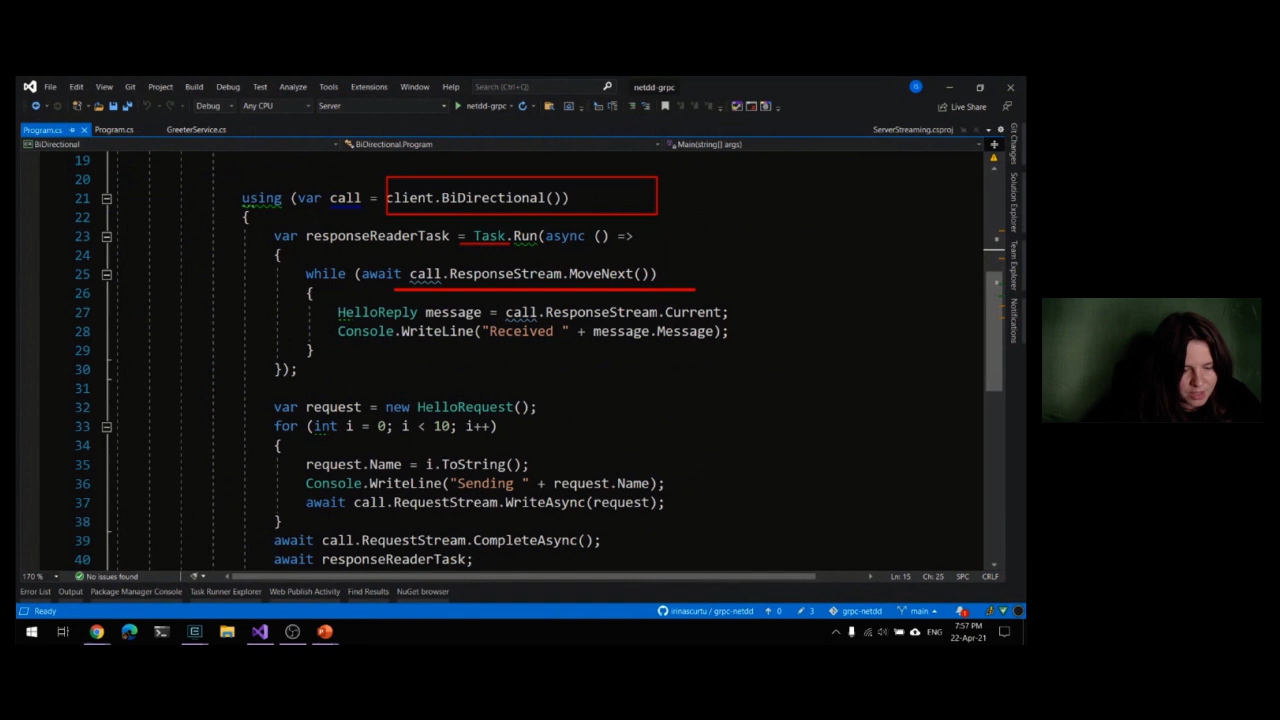 File Edit View Git Project Build Debug Test Analyze Tools Extensions Window Help Search (Ctrl+Q) netdd-grpc
Debug Any CPU Server netdd-grpc Live Share
Program.cs Program.cs GreeterService.cs ServerStreaming.csproj
BiDirectional BiDirectional.Program Main(string[] args)
19
20
21 using (var call = client.BiDirectional())
22 {
23 var responseReaderTask = Task.Run(async () =>
24 {
25 while (await call.ResponseStream.MoveNext())
26 {
27 HelloReply message = call.ResponseStream.Current;
28 Console.WriteLine("Received " + message.Message);
29 }
30 });
31
32 var request = new HelloRequest();
33 for (int i = 0; i < 10; i++)
34 {
35 request.Name = i.ToString();
36 Console.WriteLine("Sending " + request.Name);
37 await call.RequestStream.WriteAsync(request);
38 }
39 await call.RequestStream.CompleteAsync();
40 await responseReaderTask;
Git Changes
Solution Explorer
Team Explorer
Notifications
170 % No issues found Ln: 15 Ch: 25 SPC CRLF
Error List Output Package Manager Console Task Runner Explorer Web Publish Activity Find Results NuGet browser
Ready irinascurtu / grpc-netdd 0 3 grpc-netdd main
ENG 7:57 PM
22-Apr-21